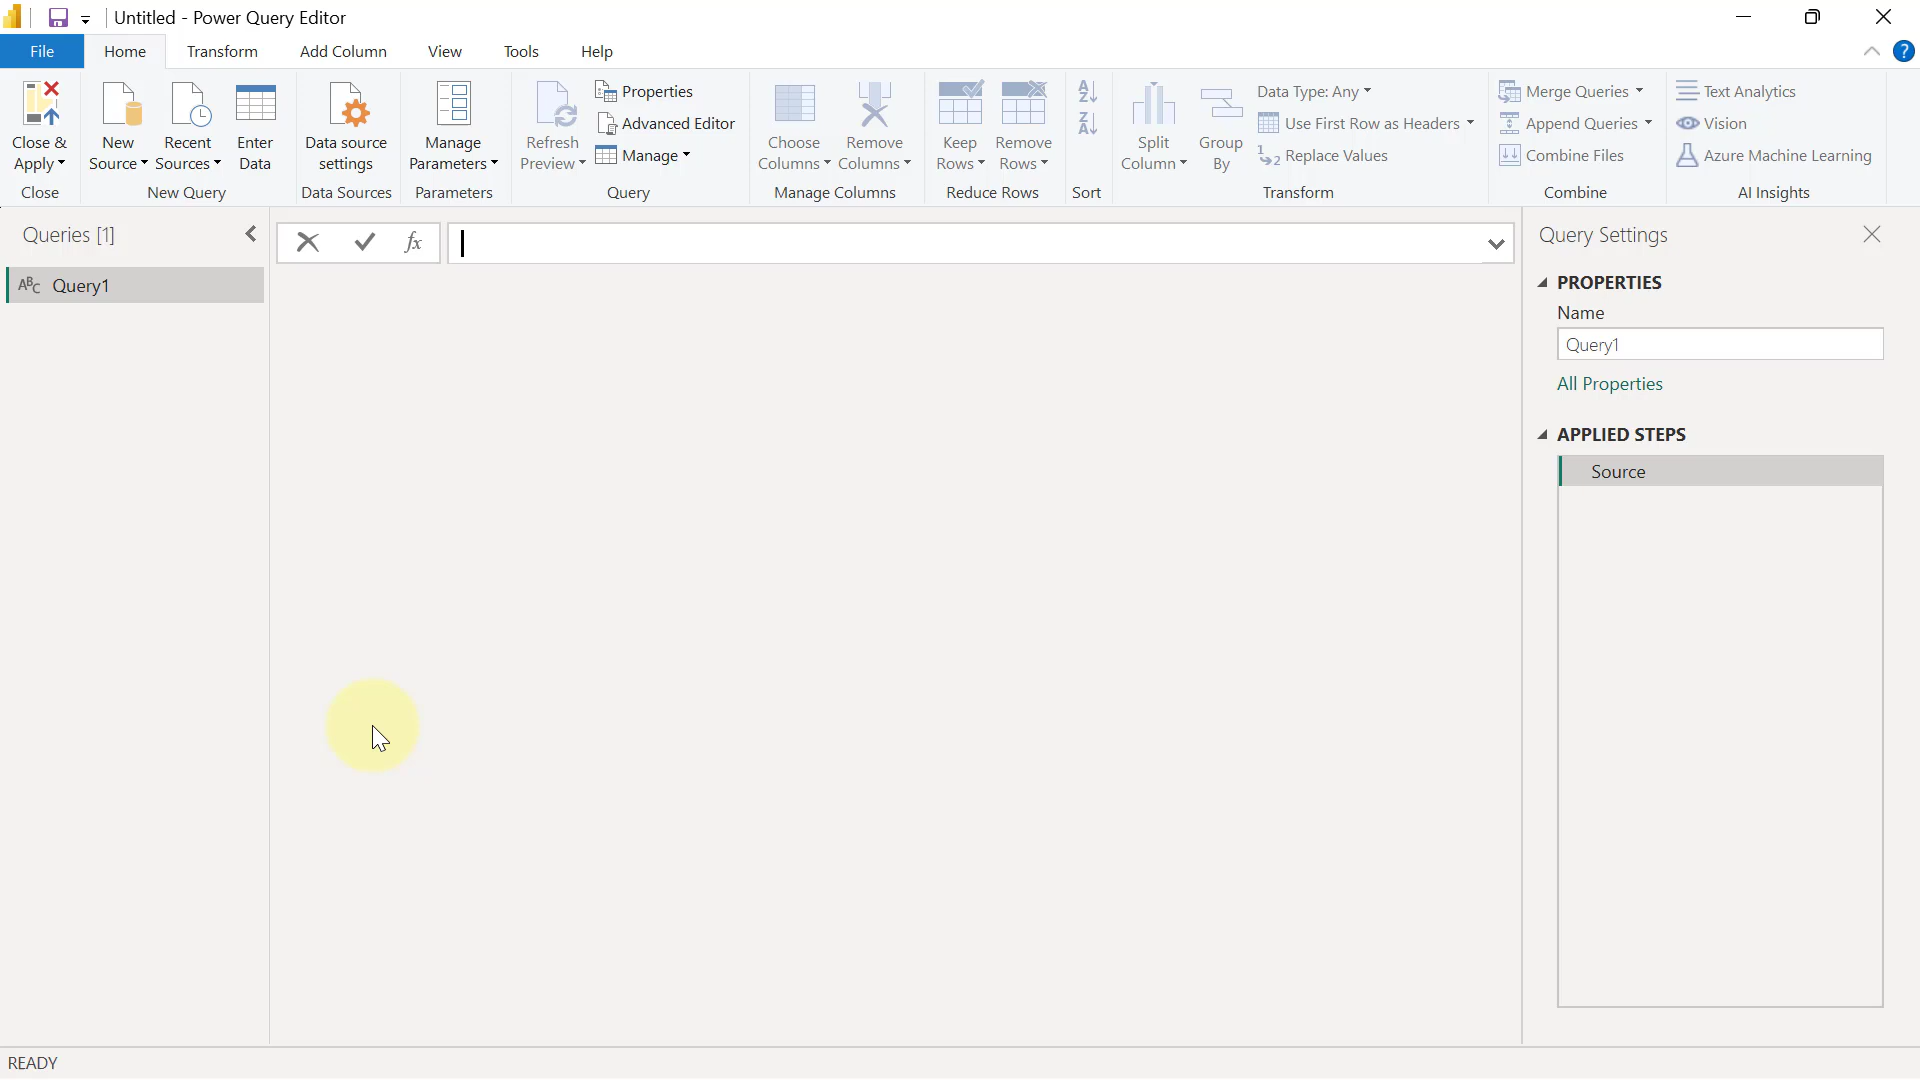 Untitled - Power Query Editor
File Home Transform Add Column View Tools Help
?
Close &
Apply
Close
New
Source
Recent
Sources
Enter
Data
New Query
Data source
settings
Data Sources
Manage
Parameters
Parameters
Refresh
Preview
Properties
Advanced Editor
Manage
Query
Choose
Columns
Remove
Columns
Manage Columns
Keep
Rows
Remove
Rows
Reduce Rows
A
Z
Z
A
Sort
Split
Column
Group
By
Data Type: Any
Use First Row as Headers
1 2 Replace Values
Transform
Merge Queries
Append Queries
Combine Files
Combine
Text Analytics
Vision
Azure Machine Learning
AI Insights
Queries [1]
ABC Query1
fx
Query Settings
PROPERTIES
Name
Query1
All Properties
APPLIED STEPS
Source
READY